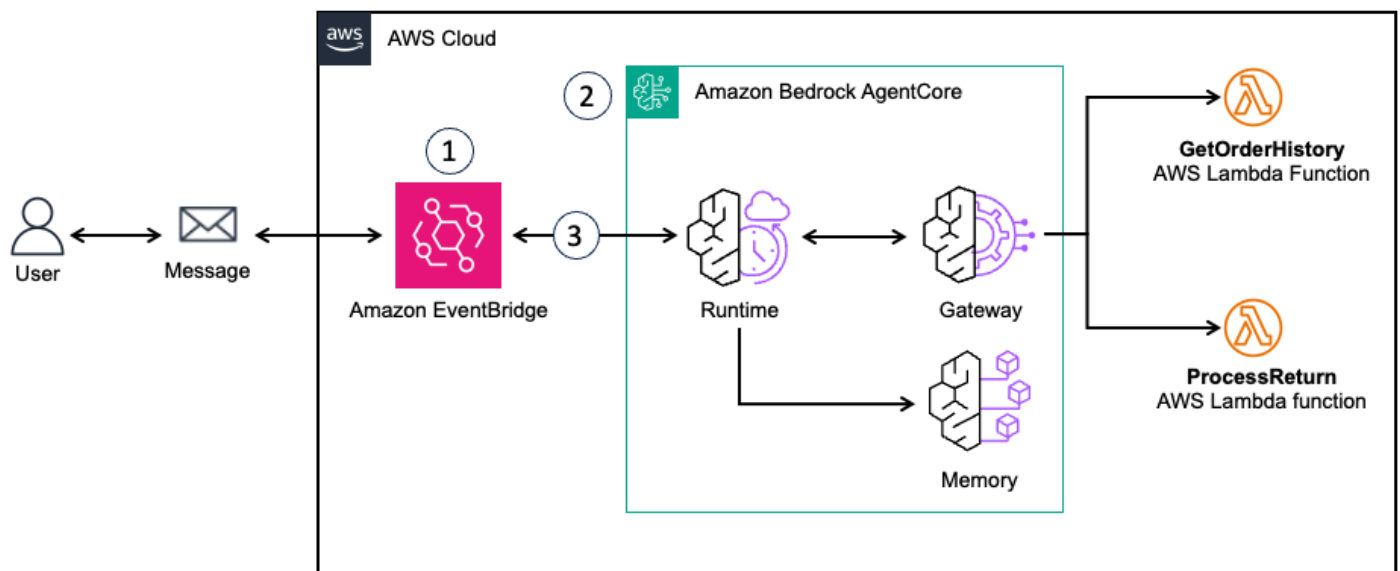 aws
AWS Cloud
2
Amazon Bedrock AgentCore
1
GetOrderHistory
AWS Lambda Function
3
User
Message
Amazon EventBridge
Runtime
Gateway
ProcessReturn
AWS Lambda function
Memory